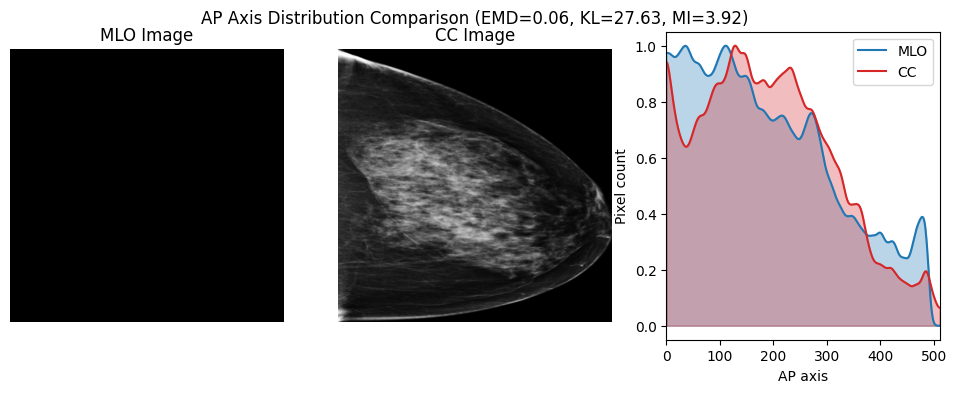 AP Axis Distribution Comparison (EMD=0.06, KL=27.63, MI=3.92)
MLO Image
CC Image
MLO
CC
Pixel count
1.0
0.8
0.6
0.4
0.2
0.0
0 100 200 300 400 500
AP axis